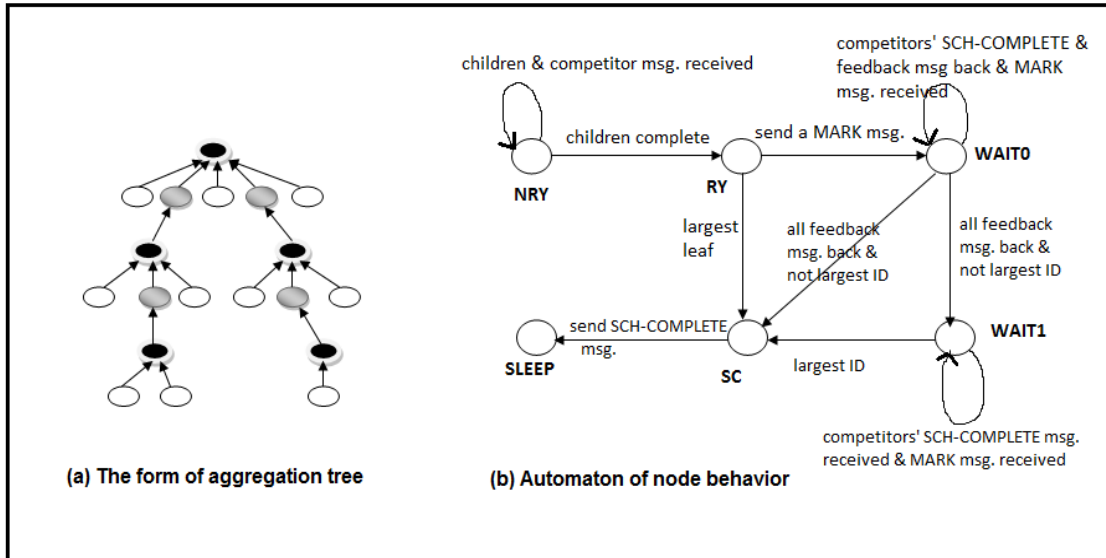 competitors' SCH-COMPLETE &
feedback msg back & MARK
msg. received
children & competitor msg. received
children complete
send a MARK msg.
WAIT0
NRY
RY
largest
leaf
all feedback
msg. back &
not largest ID
all feedback
msg. back &
not largest ID
send SCH-COMPLETE
msg.
WAIT1
SLEEP
SC
largest ID
competitors' SCH-COMPLETE msg.
received & MARK msg. received
(a) The form of aggregation tree
(b) Automaton of node behavior